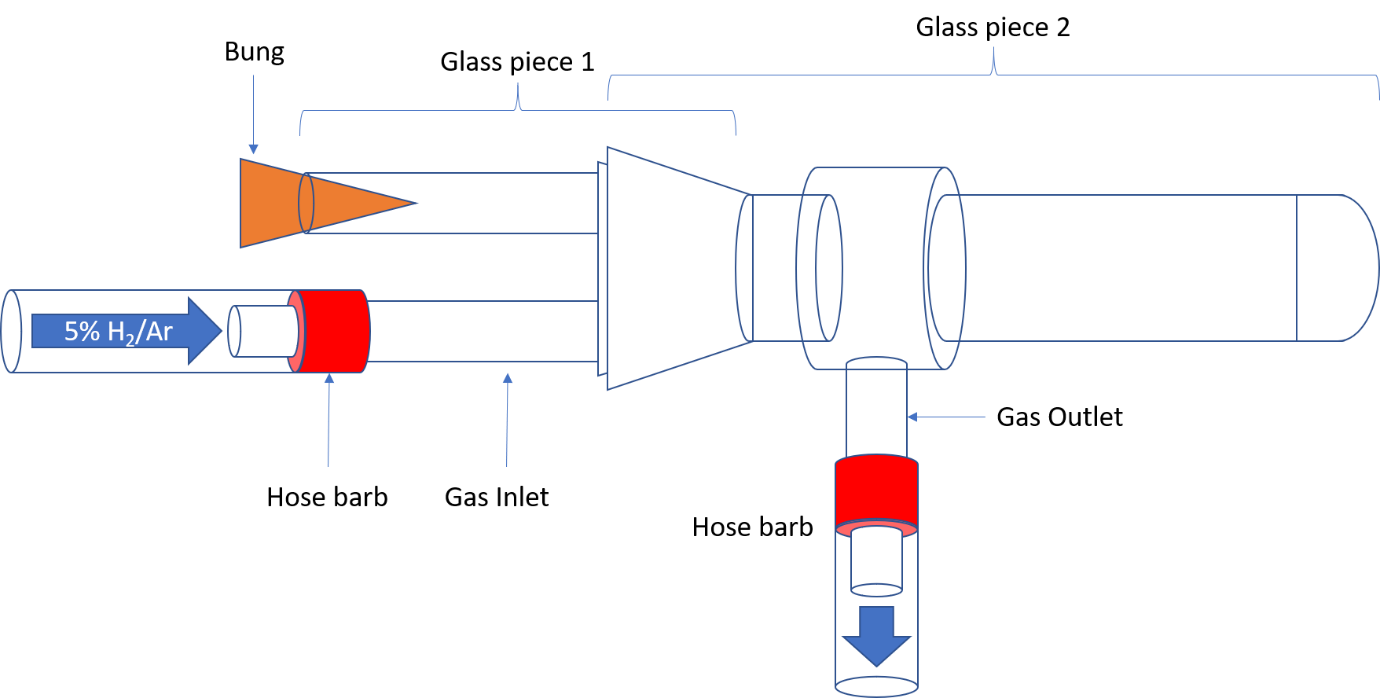 Glass piece 2
Bung
Glass piece 1
5% H₂/Ar
Gas Outlet
Hose barb
Gas Inlet
Hose barb